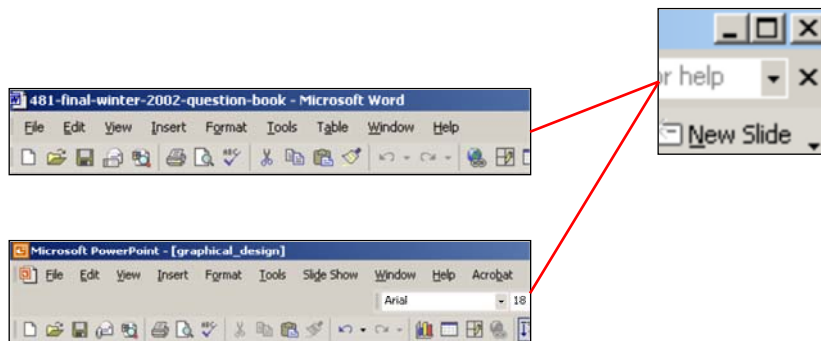 481-final-winter-2002-question-book - Microsoft Word
File Edit View Insert Format Tools Table Window Help
Microsoft PowerPoint - [graphical_design]
File Edit View Insert Format Tools Slide Show Window Help Acrobat
Arial 18
or help
New Slide